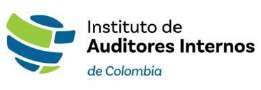 Instituto de
Auditores Internos
de Colombia